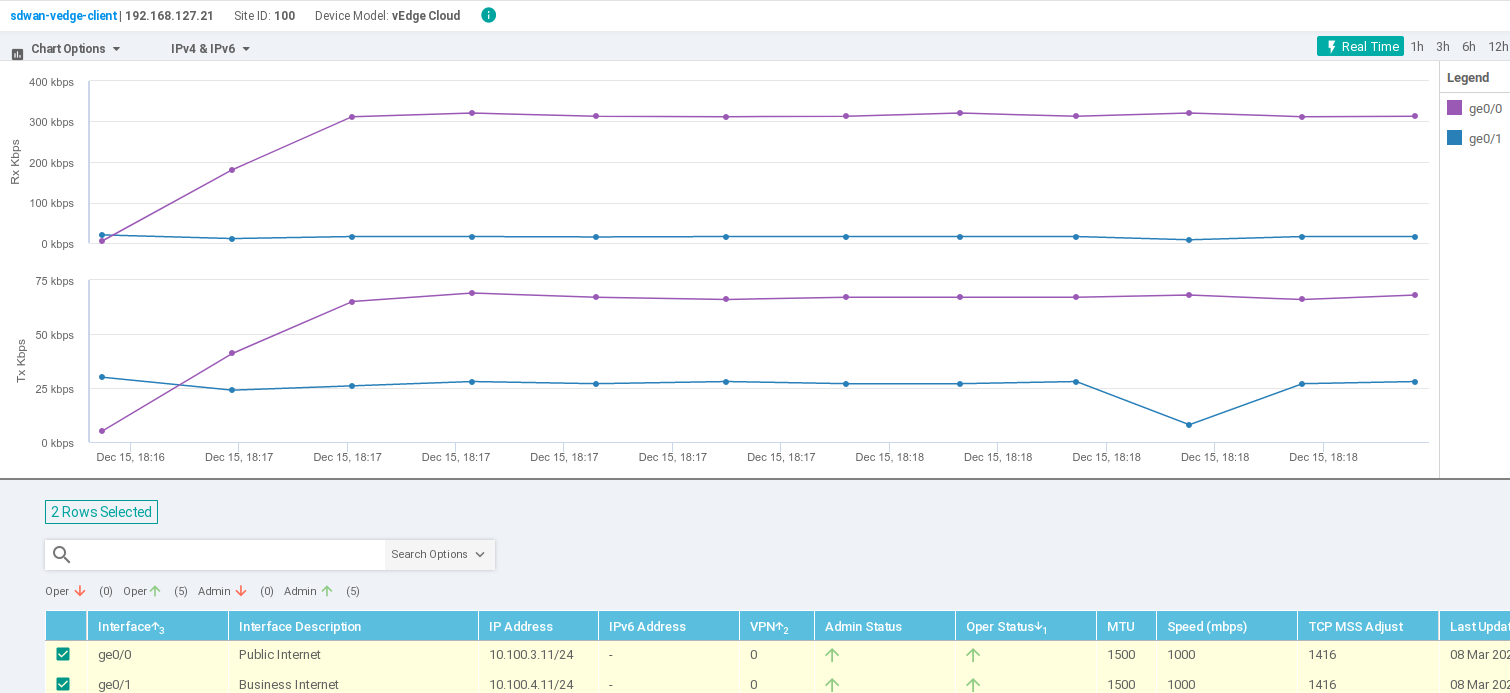 sdwan-vedge-client | 192.168.127.21 Site ID: 100 Device Model: vEdge Cloud i
Chart Options IPv4 & IPv6 Real Time 1h 3h 6h 12h
400 kbps
300 kbps
200 kbps
100 kbps
0 kbps
Rx Kbps
Legend
ge0/0
ge0/1
75 kbps
50 kbps
25 kbps
0 kbps
Tx Kbps
Dec 15, 18:16 Dec 15, 18:17 Dec 15, 18:17 Dec 15, 18:17 Dec 15, 18:17 Dec 15, 18:17 Dec 15, 18:17 Dec 15, 18:18 Dec 15, 18:18 Dec 15, 18:18 Dec 15, 18:18 Dec 15, 18:18
2 Rows Selected
Search Options
Oper (0) Oper (5) Admin (0) Admin (5)
Interface 3 Interface Description IP Address IPv6 Address VPN 2 Admin Status Oper Status 1 MTU Speed (mbps) TCP MSS Adjust Last Upda
ge0/0 Public Internet 10.100.3.11/24 - 0 1500 1000 1416 08 Mar 202
ge0/1 Business Internet 10.100.4.11/24 - 0 1500 1000 1416 08 Mar 202